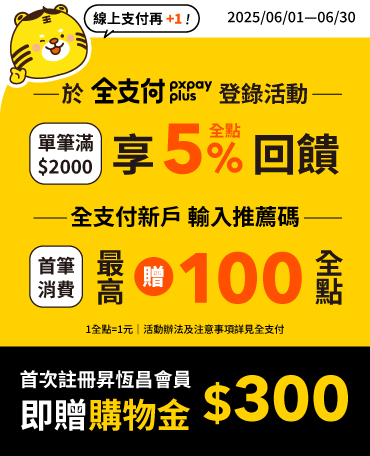 線上支付再 +1！
2025/06/01—06/30
於 全支付 pxpay plus 登錄活動
單筆滿 $2000 享 5% 全點 回饋
全支付新戶 輸入推薦碼
首筆消費 最高 贈 100 全點
1全點=1元｜活動辦法及注意事項詳見全支付
首次註冊昇恆昌會員
即贈購物金 $300